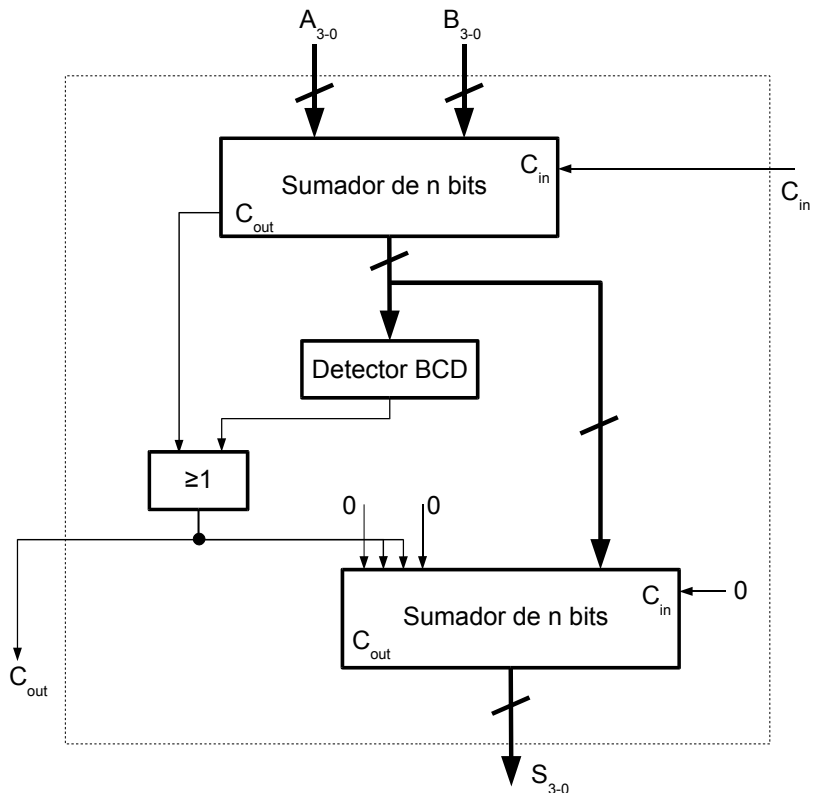 A3-0
B3-0
Sumador de n bits
Cin
Cin
Cout
Detector BCD
≥1
0
0
Sumador de n bits
Cin
0
Cout
Cout
S3-0